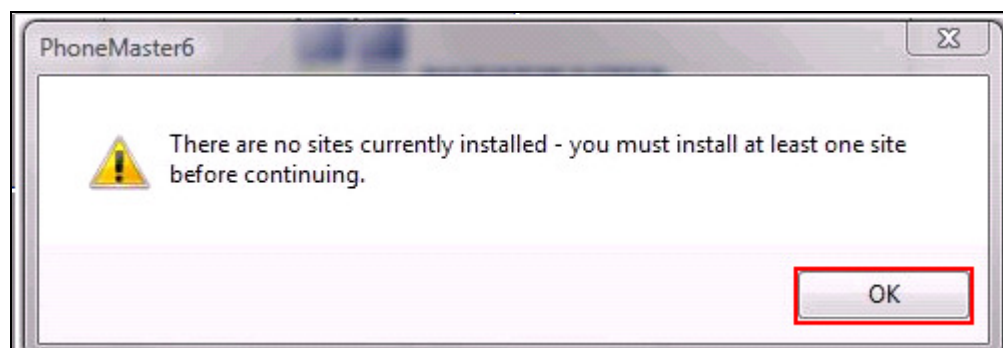 PhoneMaster6
There are no sites currently installed - you must install at least one site
before continuing.
OK